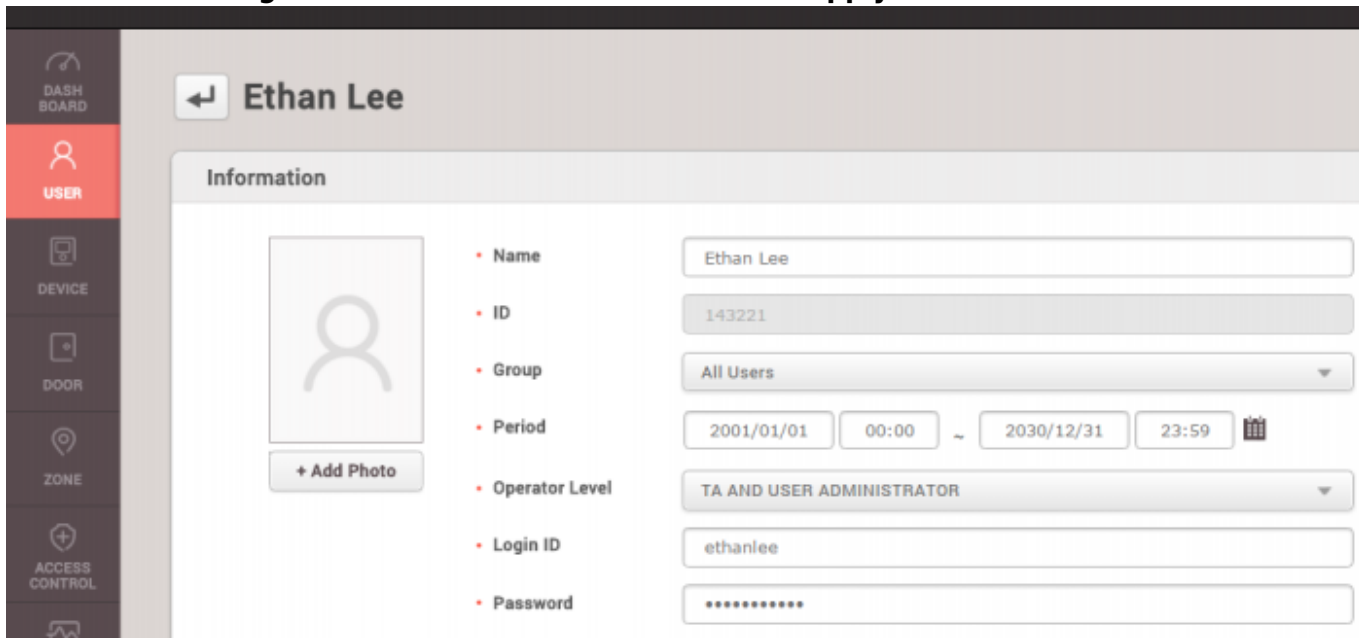 DASH
BOARD
USER
DEVICE
DOOR
ZONE
ACCESS
CONTROL
Ethan Lee
Information
+ Add Photo
• Name Ethan Lee
• ID 143221
• Group All Users
• Period 2001/01/01 00:00 ~ 2030/12/31 23:59
• Operator Level TA AND USER ADMINISTRATOR
• Login ID ethanlee
• Password •••••••••••